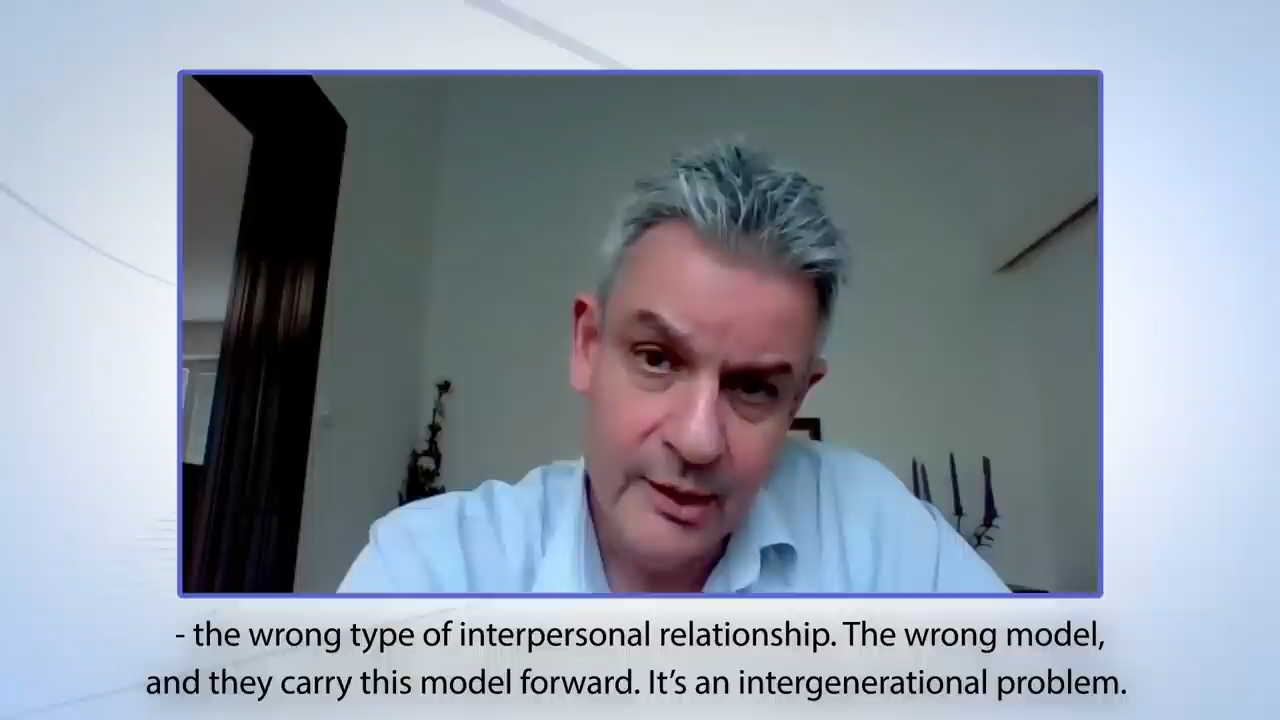 - the wrong type of interpersonal relationship. The wrong model,
and they carry this model forward. It’s an intergenerational problem.